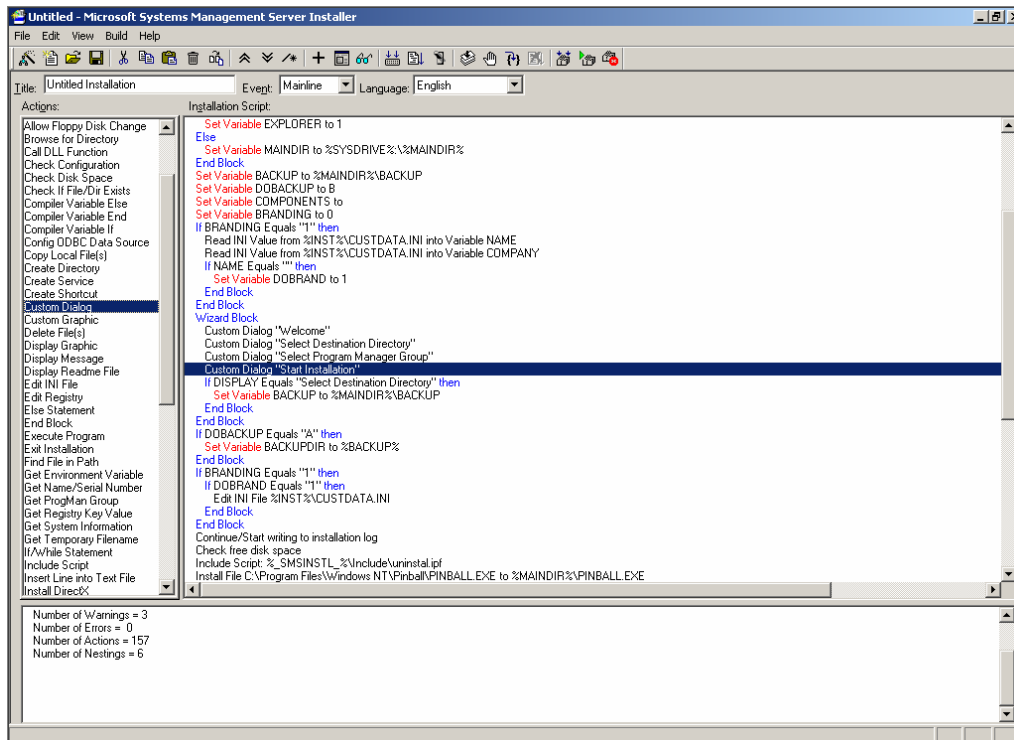 Untitled - Microsoft Systems Management Server Installer
File Edit View Build Help
Title: Untitled Installation Event: Mainline Language: English
Actions: Installation Script:
Allow Floppy Disk Change
Browse for Directory
Call DLL Function
Check Configuration
Check Disk Space
Check If File/Dir Exists
Compiler Variable Else
Compiler Variable End
Compiler Variable If
Config ODBC Data Source
Copy Local File(s)
Create Directory
Create Service
Create Shortcut
Custom Dialog
Custom Graphic
Delete File(s)
Display Graphic
Display Message
Display Readme File
Edit INI File
Edit Registry
Else Statement
End Block
Execute Program
Exit Installation
Find File in Path
Get Environment Variable
Get Name/Serial Number
Get ProgMan Group
Get Registry Key Value
Get System Information
Get Temporary Filename
If/While Statement
Include Script
Insert Line into Text File
Install DirectX
Set Variable EXPLORER to 1
Else
Set Variable MAINDIR to %SYSDRIVE%:\%MAINDIR%
End Block
Set Variable BACKUP to %MAINDIR%\BACKUP
Set Variable DOBACKUP to B
Set Variable COMPONENTS to
Set Variable BRANDING to 0
If BRANDING Equals "1" then
Read INI Value from %INST%\CUSTDATA.INI into Variable NAME
Read INI Value from %INST%\CUSTDATA.INI into Variable COMPANY
If NAME Equals "" then
Set Variable DOBRAND to 1
End Block
End Block
Wizard Block
Custom Dialog "Welcome"
Custom Dialog "Select Destination Directory"
Custom Dialog "Select Program Manager Group"
Custom Dialog "Start Installation"
If DISPLAY Equals "Select Destination Directory" then
Set Variable BACKUP to %MAINDIR%\BACKUP
End Block
End Block
If DOBACKUP Equals "A" then
Set Variable BACKUPDIR to %BACKUP%
End Block
If BRANDING Equals "1" then
If DOBRAND Equals "1" then
Edit INI File %INST%\CUSTDATA.INI
End Block
End Block
Continue/Start writing to installation log
Check free disk space
Include Script: %_SMSINSTL_%\Include\uninstal.ipf
Install File C:\Program Files\Windows NT\Pinball\PINBALL.EXE to %MAINDIR%\PINBALL.EXE
Number of Warnings = 3
Number of Errors = 0
Number of Actions = 157
Number of Nestings = 6